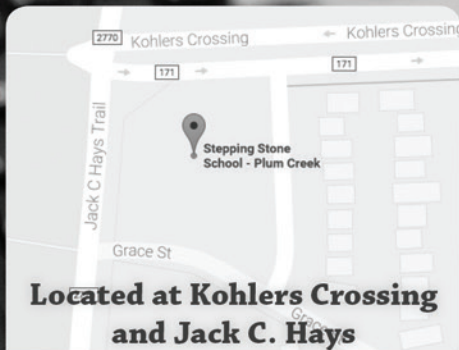 2770
Kohlers Crossing
Kohlers Crossing
171
171
Jack C Hays Trail
Stepping Stone
School - Plum Creek
Grace St
Located at Kohlers Crossing
and Jack C. Hays